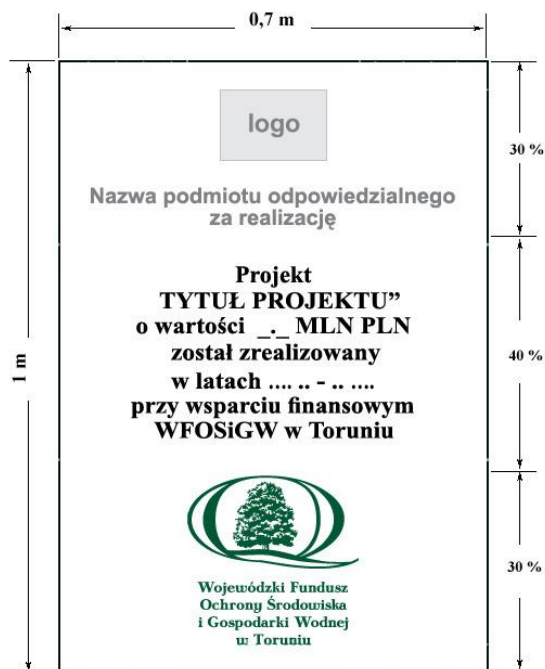 0,7 m
logo
30 %
Nazwa podmiotu odpowiedzialnego
za realizację
Projekt
TYTUŁ PROJEKTU”
o wartości _._ MLN PLN
został zrealizowany
w latach .... .. - .. ....
przy wsparciu finansowym
WFOSiGW w Toruniu
1 m
40 %
Wojewódzki Fundusz
Ochrony Środowiska
i Gospodarki Wodnej
w Toruniu
30 %